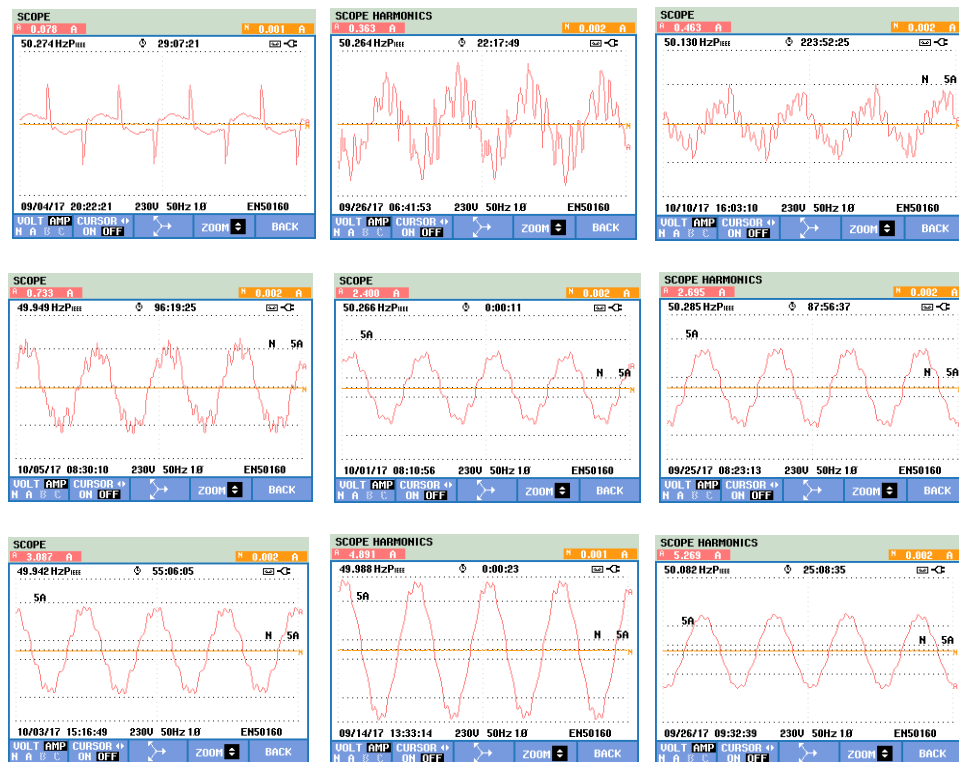 SCOPE
A 0.078 A N 0.001 A
50.274 HzPIEEE 29:07:21
A
N
09/04/17 20:22:21 230V 50Hz 1Ø EN50160
VOLT AMP CURSOR
N A B C ON OFF ZOOM BACK
SCOPE HARMONICS
A 0.363 A N 0.002 A
50.264 HzPIEEE 22:17:49
N
A
09/26/17 06:41:53 230V 50Hz 1Ø EN50160
VOLT AMP CURSOR
N A B C ON OFF ZOOM BACK
SCOPE
A 0.463 A N 0.002 A
50.130 HzPIEEE 223:52:25
N 5A
10/10/17 16:03:10 230V 50Hz 1Ø EN50160
VOLT AMP CURSOR
N A B C ON OFF ZOOM BACK
SCOPE
A 0.733 A N 0.002 A
49.949 HzPIEEE 96:19:25
N 5A
A
N
10/05/17 08:30:10 230V 50Hz 1Ø EN50160
VOLT AMP CURSOR
N A B C ON OFF ZOOM BACK
SCOPE
A 2.400 A N 0.002 A
50.266 HzPIEEE 0:00:11
5A
A
N 5A
N
10/01/17 08:10:56 230V 50Hz 1Ø EN50160
VOLT AMP CURSOR
N A B C ON OFF ZOOM BACK
SCOPE HARMONICS
A 2.695 A N 0.002 A
50.285 HzPIEEE 87:56:37
5A
N 5A
09/25/17 08:23:13 230V 50Hz 1Ø EN50160
VOLT AMP CURSOR
N A B C ON OFF ZOOM BACK
SCOPE
A 3.087 A N 0.002 A
49.942 HzPIEEE 55:06:05
5A
A
N 5A
N
10/03/17 15:16:49 230V 50Hz 1Ø EN50160
VOLT AMP CURSOR
N A B C ON OFF ZOOM BACK
SCOPE HARMONICS
A 4.891 A N 0.001 A
49.988 HzPIEEE 0:00:23
5A
A
N 5A
N
09/14/17 13:33:14 230V 50Hz 1Ø EN50160
VOLT AMP CURSOR
N A B C ON OFF ZOOM BACK
SCOPE HARMONICS
A 5.269 A N 0.002 A
50.082 HzPIEEE 25:08:35
5A
N 5A
N
A
09/26/17 09:32:39 230V 50Hz 1Ø EN50160
VOLT AMP CURSOR
N A B C ON OFF ZOOM BACK